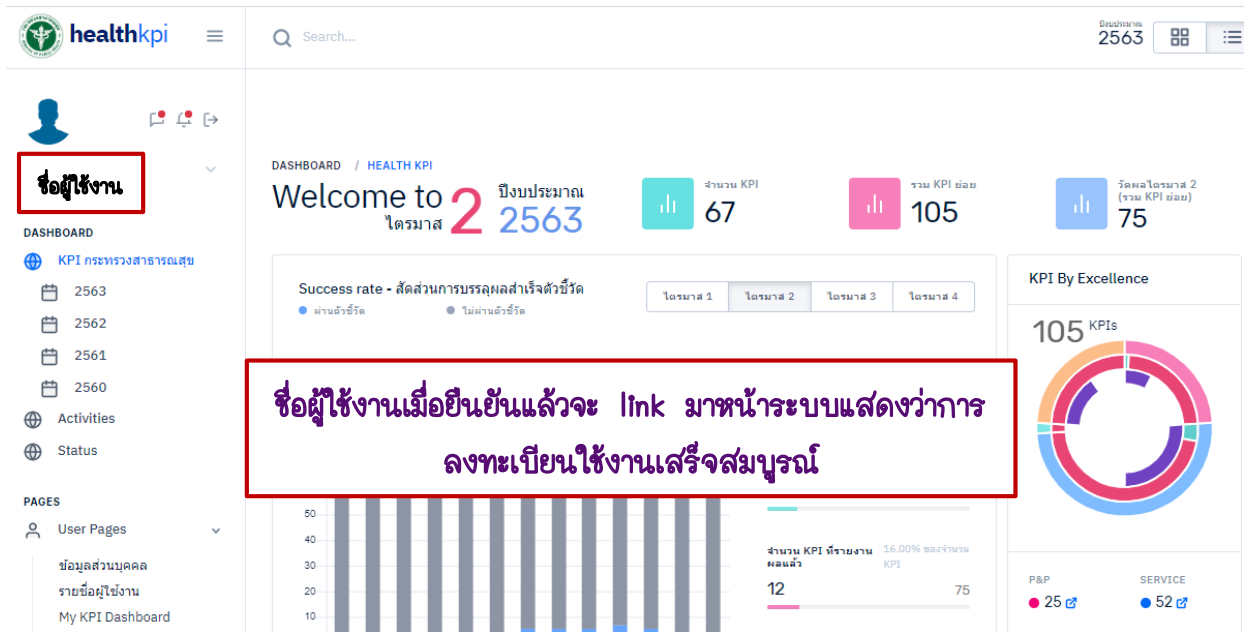 healthkpi
Search...
ปีงบประมาณ
2563
ชื่อผู้ใช้งาน
DASHBOARD
KPI กระทรวงสาธารณสุข
2563
2562
2561
2560
Activities
Status
PAGES
User Pages
ข้อมูลส่วนบุคคล
รายชื่อผู้ใช้งาน
My KPI Dashboard
DASHBOARD / HEALTH KPI
Welcome to
ไตรมาส 2
ปีงบประมาณ
2563
จำนวน KPI
67
รวม KPI ย่อย
105
วัดผลไตรมาส 2
(รวม KPI ย่อย)
75
Success rate - สัดส่วนการบรรลุผลสำเร็จตัวชี้วัด
ผ่านตัวชี้วัด ไม่ผ่านตัวชี้วัด
ไตรมาส 1 ไตรมาส 2 ไตรมาส 3 ไตรมาส 4
ชื่อผู้ใช้งานเมื่อยืนยันแล้วจะ link มาหน้าระบบแสดงว่าการ
ลงทะเบียนใช้งานเสร็จสมบูรณ์
50
40
30
20
10
จำนวน KPI ที่รายงาน
ผลแล้ว
16.00% ของจำนวน
KPI
12 75
KPI By Excellence
105 KPIs
P&P SERVICE
25 52